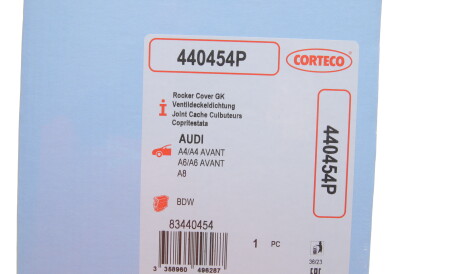 440454P
CORTECO
Rocker Cover GK
Ventildeckeldichtung
Joint Cache Culbuteurs
Copritestata
AUDI
A4/A4 AVANT
A6/A6 AVANT
A8
BDW
83440454
1 PC
3 358960 496287
440454P